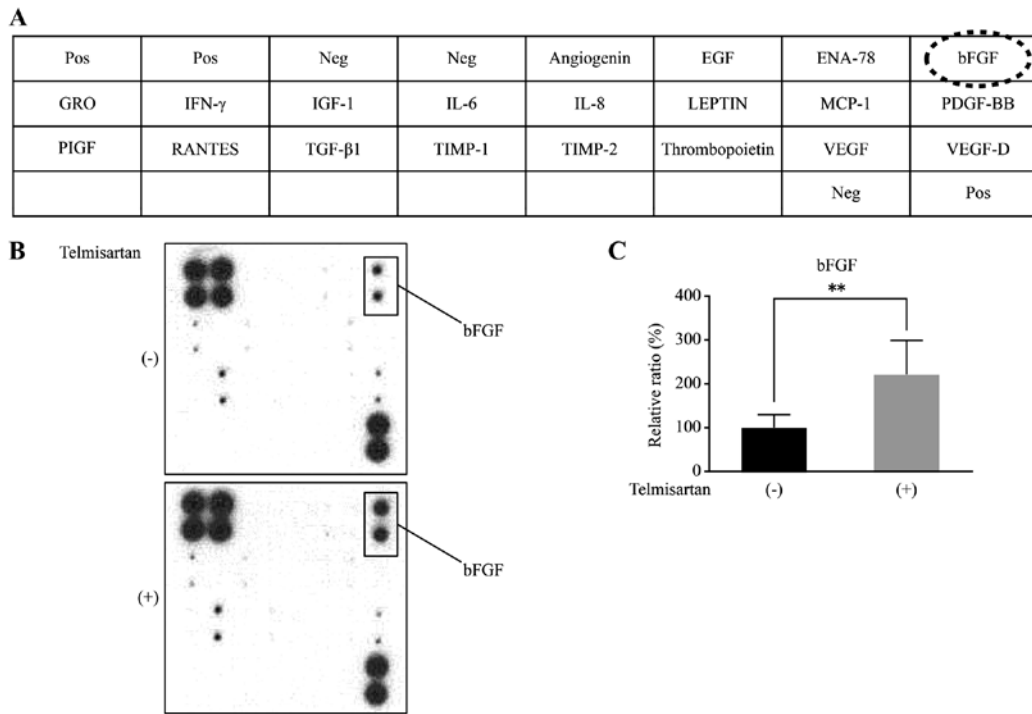 A
Pos Pos Neg Neg Angiogenin EGF ENA-78 bFGF
GRO IFN-γ IGF-1 IL-6 IL-8 LEPTIN MCP-1 PDGF-BB
PIGF RANTES TGF-β1 TIMP-1 TIMP-2 Thrombopoietin VEGF VEGF-D
Neg Pos
B
Telmisartan
bFGF
(-)
bFGF
(+)
C
bFGF
**
400
300
200
100
0
Relative ratio (%)
Telmisartan (-) (+)